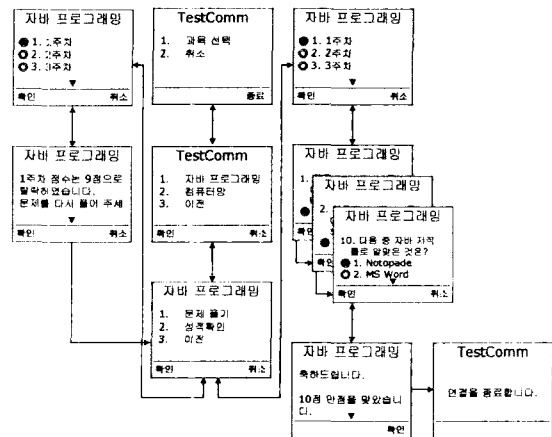 자바 프로그래밍
1. 1주차
2. 2주차
3. 3주차
확인 취소
TestComm
1. 과목 선택
2. 취소
종료
자바 프로그래밍
1. 1주차
2. 2주차
3. 3주차
확인 취소
자바 프로그래밍
1주차 점수는 9점으로
탈락하였습니다.
문제를 다시 풀어 주세
확인 취소
TestComm
1. 자바 프로그래밍
2. 컴퓨터망
3. 이전
확인 취소
자바 프로그래밍
1.
확인
자바 프로그래밍
2.
확인
자바 프로그래밍
10. 다음 중 자바 저작
툴로 알맞은 것은?
1. Notopade
2. MS Word
확인 취소
자바 프로그래밍
1. 문제 풀기
2. 성적확인
3. 이전
확인 취소
자바 프로그래밍
축하드립니다.
10점 만점을 맞았습니
다.
확인
TestComm
연결을 종료합니다.